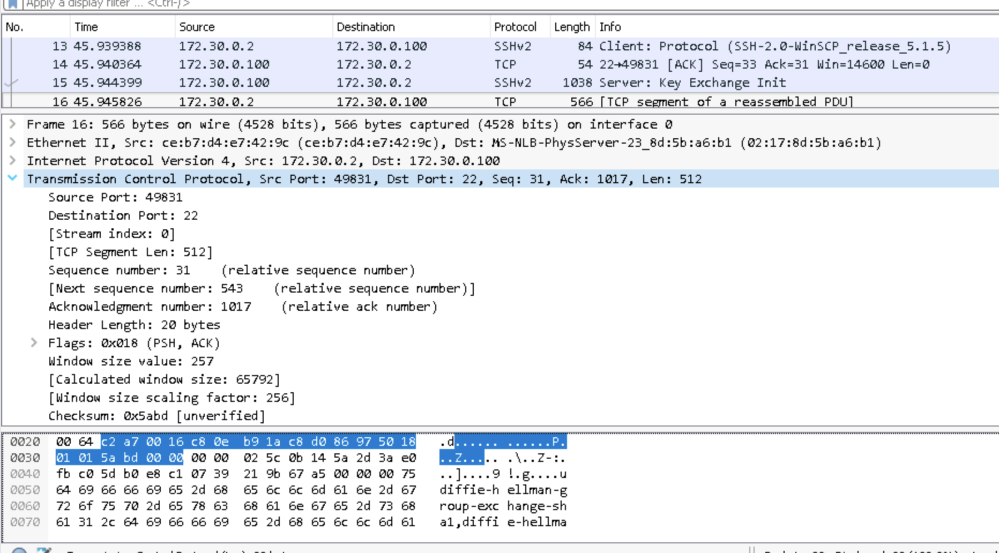 Apply a display filter ... <Ctrl-/>
No. Time Source Destination Protocol Length Info
13 45.939388 172.30.0.2 172.30.0.100 SSHv2 84 Client: Protocol (SSH-2.0-WinSCP_release_5.1.5)
14 45.940364 172.30.0.100 172.30.0.2 TCP 54 22→49831 [ACK] Seq=33 Ack=31 Win=14600 Len=0
15 45.944399 172.30.0.100 172.30.0.2 SSHv2 1038 Server: Key Exchange Init
16 45.945826 172.30.0.2 172.30.0.100 TCP 566 [TCP segment of a reassembled PDU]
Frame 16: 566 bytes on wire (4528 bits), 566 bytes captured (4528 bits) on interface 0
Ethernet II, Src: ce:b7:d4:e7:42:9c (ce:b7:d4:e7:42:9c), Dst: MS-NLB-PhysServer-23_8d:5b:a6:b1 (02:17:8d:5b:a6:b1)
Internet Protocol Version 4, Src: 172.30.0.2, Dst: 172.30.0.100
Transmission Control Protocol, Src Port: 49831, Dst Port: 22, Seq: 31, Ack: 1017, Len: 512
Source Port: 49831
Destination Port: 22
[Stream index: 0]
[TCP Segment Len: 512]
Sequence number: 31 (relative sequence number)
[Next sequence number: 543 (relative sequence number)]
Acknowledgment number: 1017 (relative ack number)
Header Length: 20 bytes
Flags: 0x018 (PSH, ACK)
Window size value: 257
[Calculated window size: 65792]
[Window size scaling factor: 256]
Checksum: 0x5abd [unverified]
0020 00 64 c2 a7 00 16 c8 0e b9 1a c8 d0 86 97 50 18 .d...... ......P.
0030 01 01 5a bd 00 00 00 00 02 5c 0b 14 5a 2d 3a e0 ..Z..... .\..Z-:.
0040 fb c0 5d b0 e8 c1 07 39 21 9b 67 a5 00 00 00 75 ..]....9 !.g....u
0050 64 69 66 66 69 65 2d 68 65 6c 6c 6d 61 6e 2d 67 diffie-h ellman-g
0060 72 6f 75 70 2d 65 78 63 68 61 6e 67 65 2d 73 68 roup-exc hange-sh
0070 61 31 2c 64 69 66 66 69 65 2d 68 65 6c 6c 6d 61 a1,diffi e-hellma